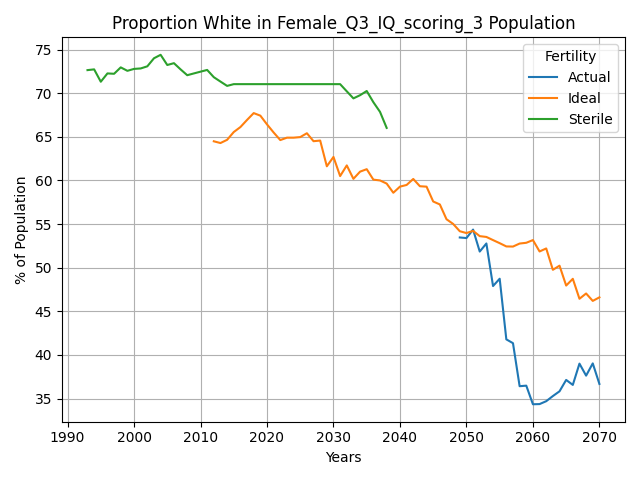 Proportion White in Female_Q3_IQ_scoring_3 Population
% of Population
75
70
65
60
55
50
45
40
35
Fertility
Actual
Ideal
Sterile
1990 2000 2010 2020 2030 2040 2050 2060 2070
Years